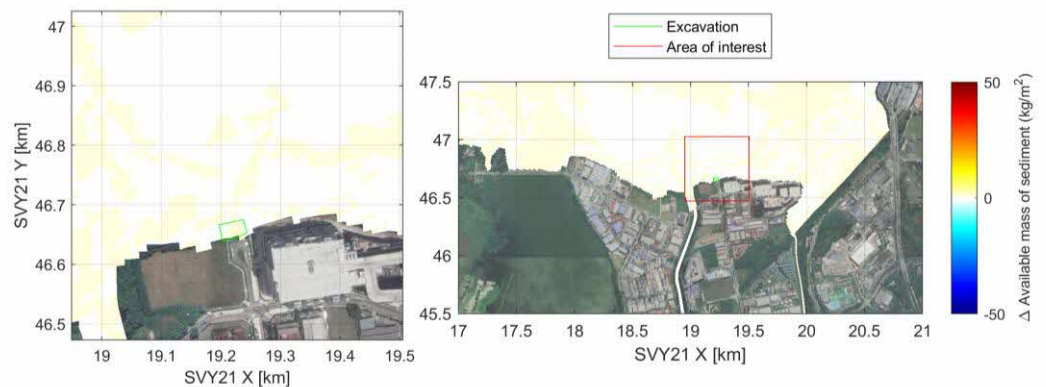 Excavation
Area of interest
47
46.9
46.8
46.7
46.6
46.5
SVY21 Y [km]
19 19.1 19.2 19.3 19.4 19.5
SVY21 X [km]
47.5
47
46.5
46
45.5
17 17.5 18 18.5 19 19.5 20 20.5 21
SVY21 X [km]
50
0
-50
Δ Available mass of sediment (kg/m²)